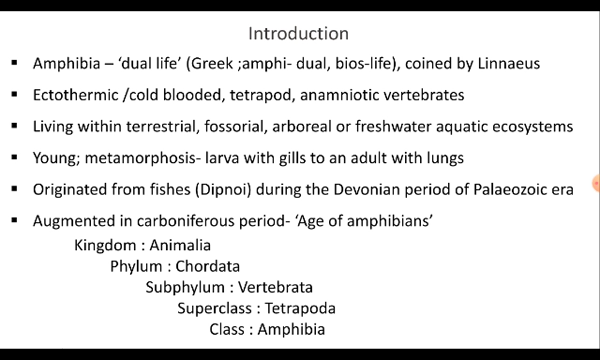 Introduction
▪ Amphibia – ‘dual life’ (Greek ;amphi- dual, bios-life), coined by Linnaeus
▪ Ectothermic /cold blooded, tetrapod, anamniotic vertebrates
▪ Living within terrestrial, fossorial, arboreal or freshwater aquatic ecosystems
▪ Young; metamorphosis- larva with gills to an adult with lungs
▪ Originated from fishes (Dipnoi) during the Devonian period of Palaeozoic era
▪ Augmented in carboniferous period- ‘Age of amphibians’
Kingdom : Animalia
Phylum : Chordata
Subphylum : Vertebrata
Superclass : Tetrapoda
Class : Amphibia